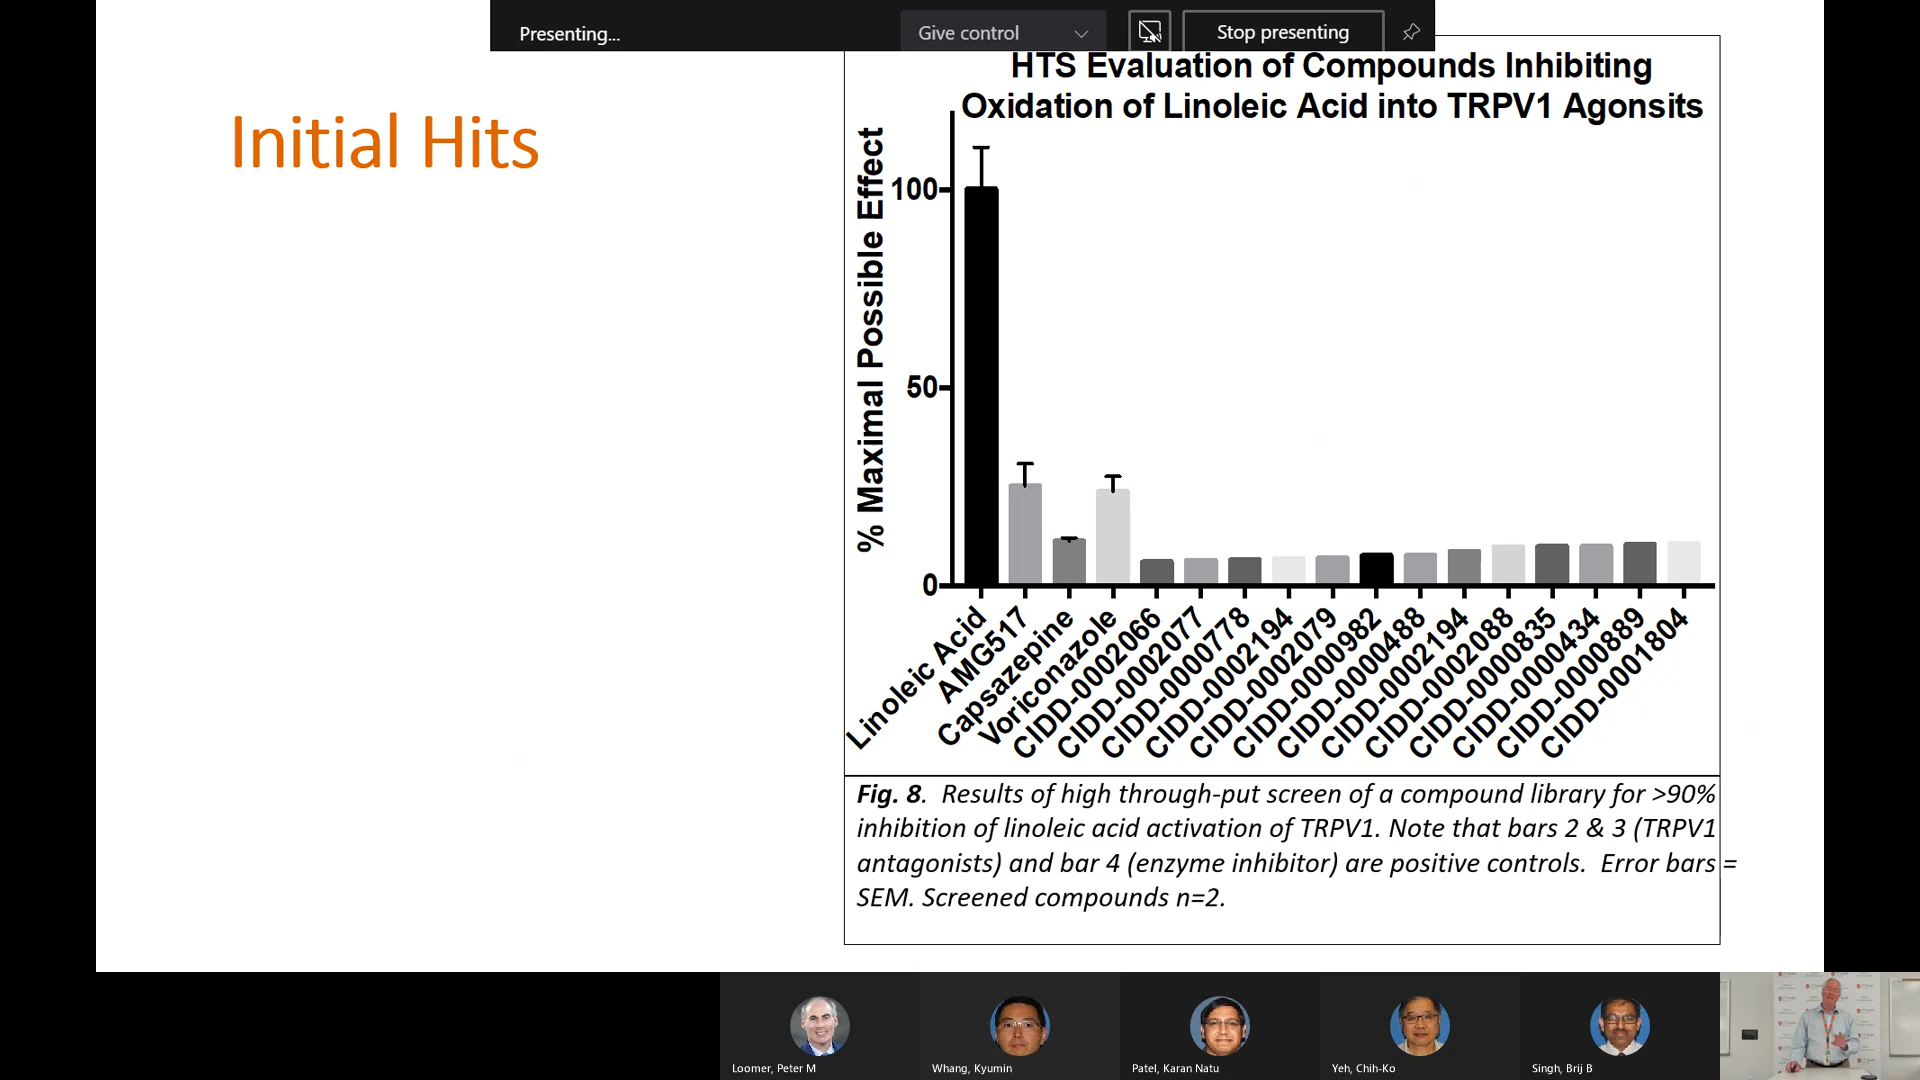 Presenting...
Give control
Stop presenting
Initial Hits
HTS Evaluation of Compounds Inhibiting
Oxidation of Linoleic Acid into TRPV1 Agonsits
% Maximal Possible Effect
100
50
0
Linoleic Acid
AMG517
Capsazepine
Voriconazole
CIDD-0002066
CIDD-0002077
CIDD-0000778
CIDD-0002194
CIDD-0002079
CIDD-0000982
CIDD-0000488
CIDD-0002194
CIDD-0002088
CIDD-0000835
CIDD-0000434
CIDD-0000889
CIDD-0001804
Fig. 8. Results of high through-put screen of a compound library for >90%
inhibition of linoleic acid activation of TRPV1. Note that bars 2 & 3 (TRPV1
antagonists) and bar 4 (enzyme inhibitor) are positive controls. Error bars =
SEM. Screened compounds n=2.
Loomer, Peter M
Whang, Kyumin
Patel, Karan Natu
Yeh, Chih-Ko
Singh, Brij B